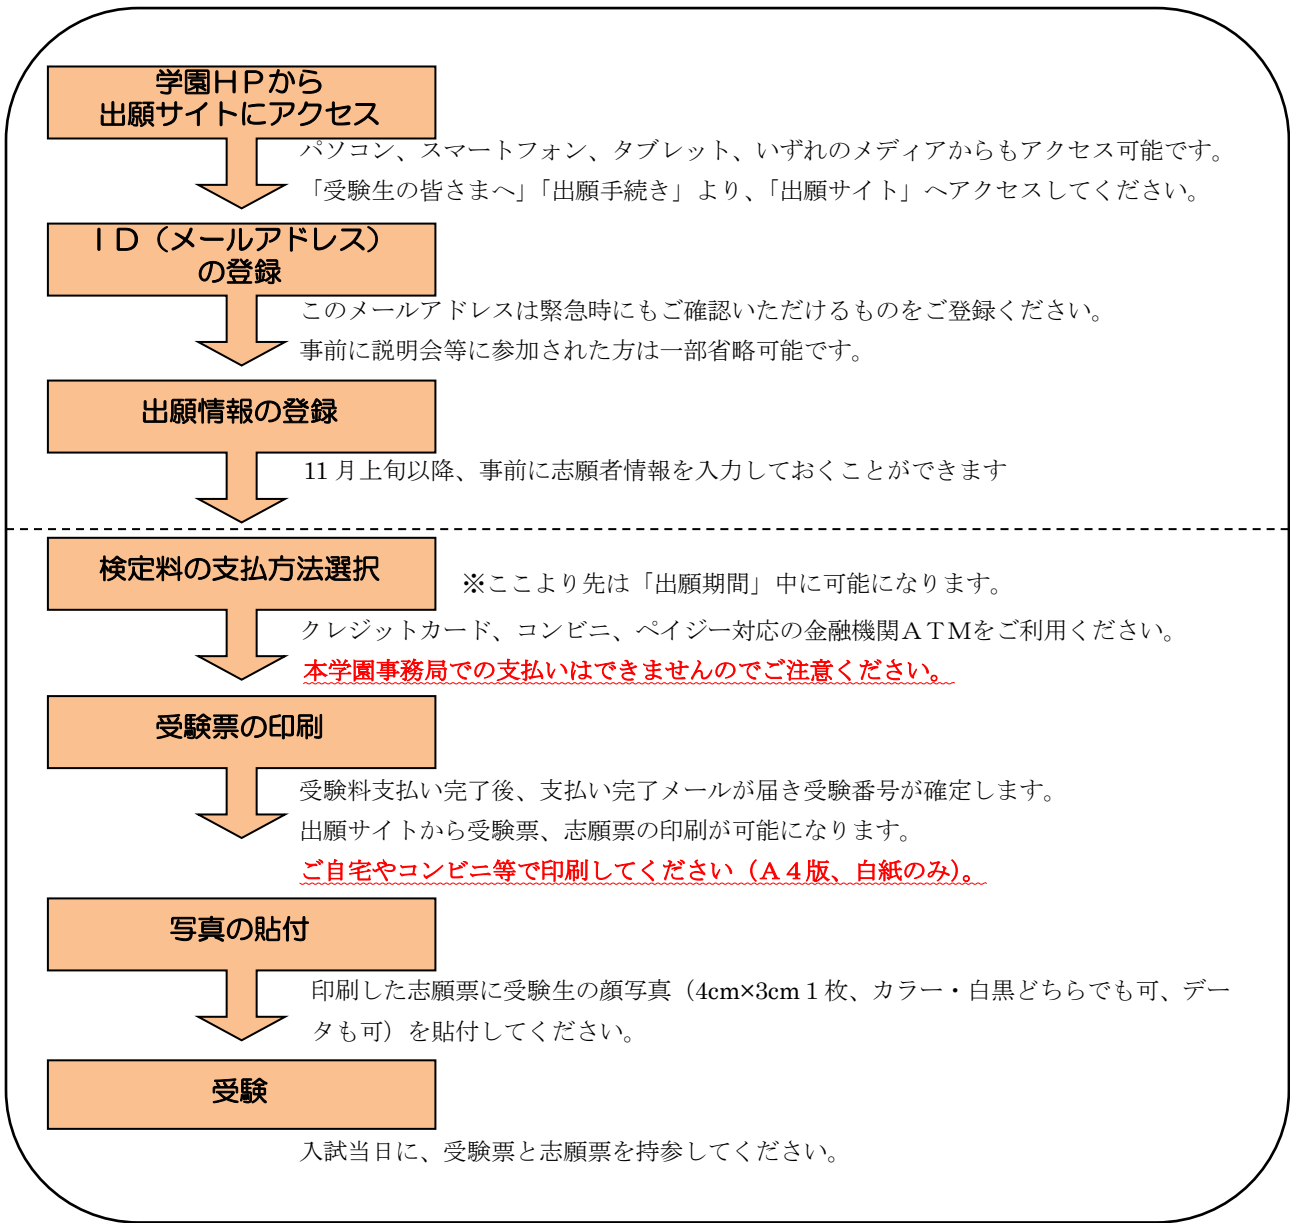 学園ＨＰから
出願サイトにアクセス
パソコン、スマートフォン、タブレット、いずれのメディアからもアクセス可能です。
「受験生の皆さまへ」「出願手続き」より、「出願サイト」へアクセスしてください。
ＩＤ（メールアドレス）
の登録
このメールアドレスは緊急時にもご確認いただけるものをご登録ください。
事前に説明会等に参加された方は一部省略可能です。
出願情報の登録
11月上旬以降、事前に志願者情報を入力しておくことができます
検定料の支払方法選択
※ここより先は「出願期間」中に可能になります。
クレジットカード、コンビニ、ペイジー対応の金融機関ＡＴＭをご利用ください。
本学園事務局での支払いはできませんのでご注意ください。
受験票の印刷
受験料支払い完了後、支払い完了メールが届き受験番号が確定します。
出願サイトから受験票、志願票の印刷が可能になります。
ご自宅やコンビニ等で印刷してください（Ａ４版、白紙のみ）。
写真の貼付
印刷した志願票に受験生の顔写真（4cm×3cm１枚、カラー・白黒どちらでも可、デー
タも可）を貼付してください。
受験
入試当日に、受験票と志願票を持参してください。